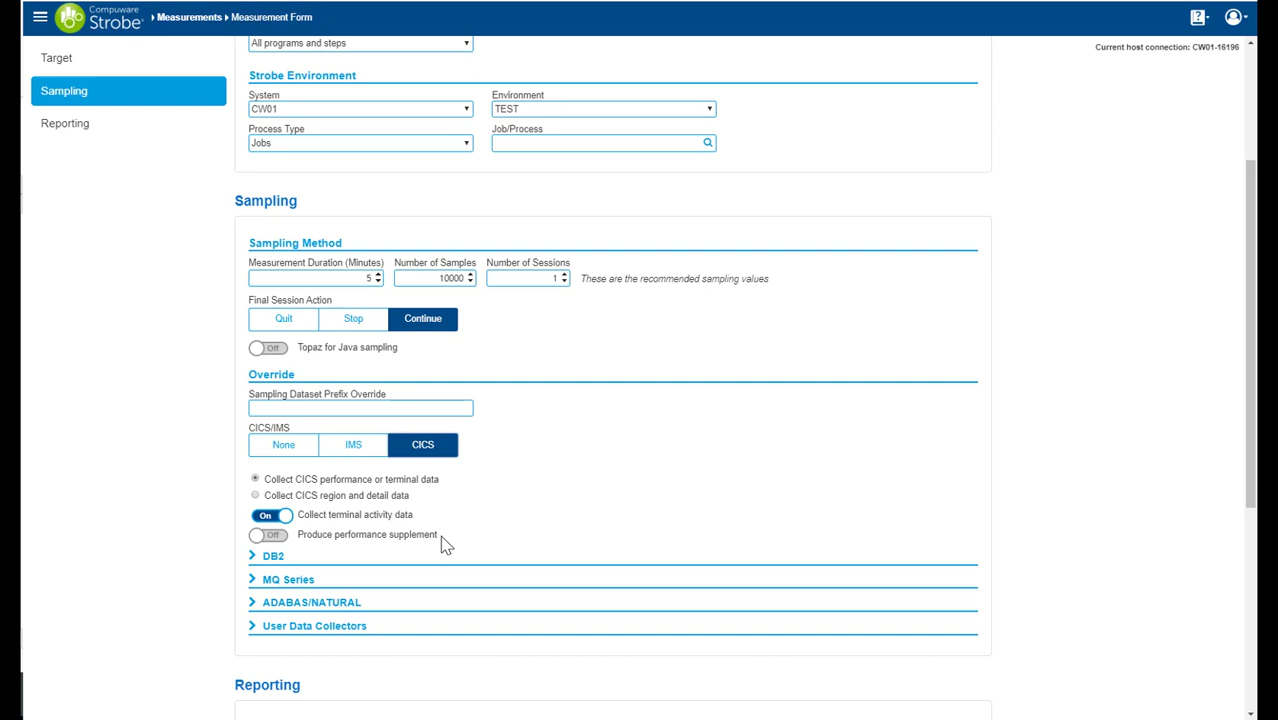 Compuware
Strobe
Measurements Measurement Form
Current host connection: CW01-16196
Target
Sampling
Reporting
All programs and steps
Strobe Environment
System Environment
CW01 TEST
Process Type Job/Process
Jobs
Sampling
Sampling Method
Measurement Duration (Minutes) Number of Samples Number of Sessions
5 10000 1 These are the recommended sampling values
Final Session Action
Quit Stop Continue
Off Topaz for Java sampling
Override
Sampling Dataset Prefix Override
CICS/IMS
None IMS CICS
Collect CICS performance or terminal data
Collect CICS region and detail data
On Collect terminal activity data
Off Produce performance supplement
DB2
MQ Series
ADABAS/NATURAL
User Data Collectors
Reporting